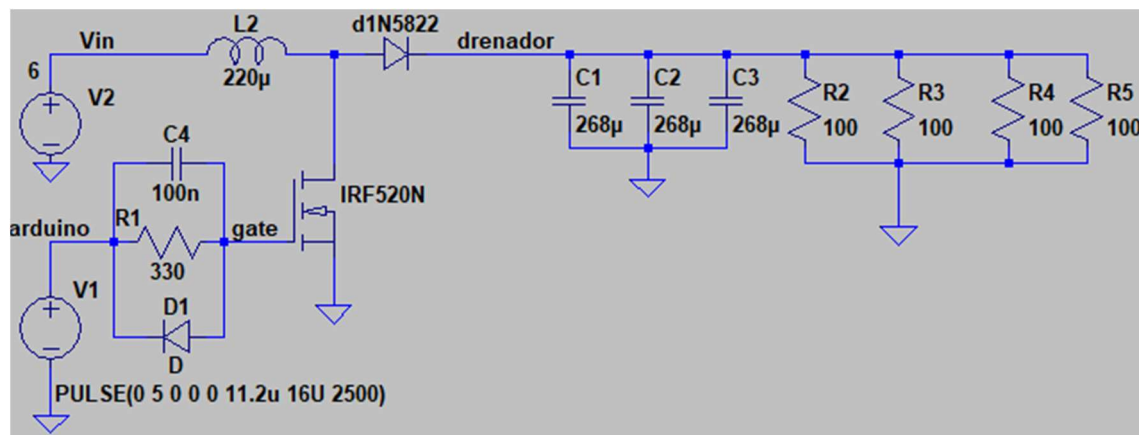 L2
d1N5822
Vin
drenador
220µ
6
V2
C1
C2
C3
R2
R3
R4
R5
268µ
268µ
268µ
100
100
100
100
C4
100n
IRF520N
arduino
R1
gate
330
V1
D1
D
PULSE(0 5 0 0 0 11.2u 16U 2500)